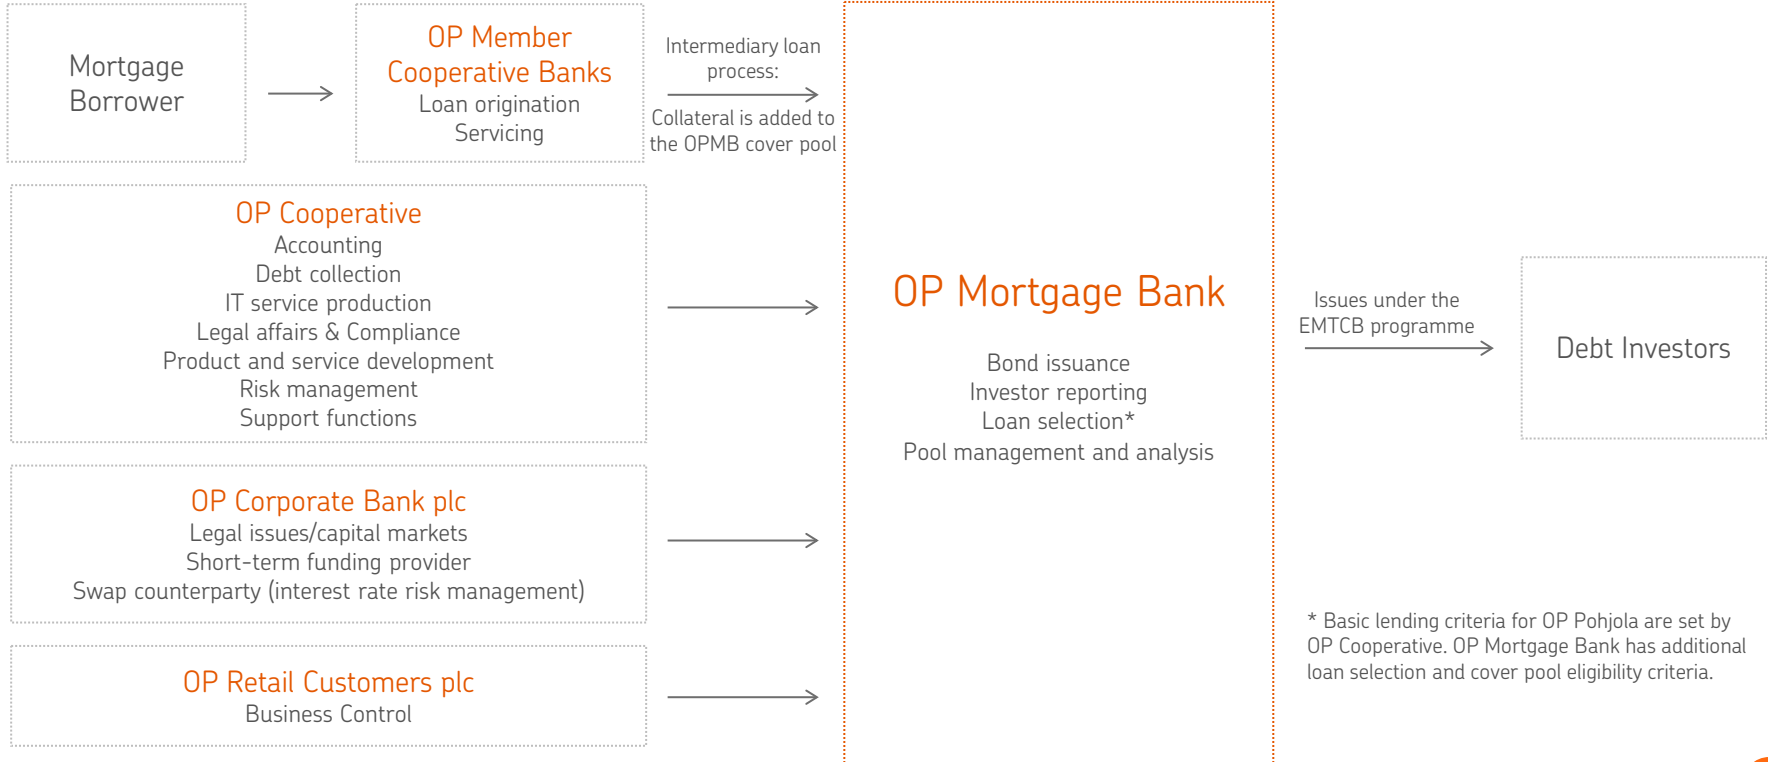 Mortgage
Borrower
OP Member
Cooperative Banks
Loan origination
Servicing
Intermediary loan
process:
Collateral is added to
the OPMB cover pool
OP Cooperative
Accounting
Debt collection
IT service production
Legal affairs & Compliance
Product and service development
Risk management
Support functions
OP Corporate Bank plc
Legal issues/capital markets
Short-term funding provider
Swap counterparty (interest rate risk management)
OP Retail Customers plc
Business Control
OP Mortgage Bank
Bond issuance
Investor reporting
Loan selection*
Pool management and analysis
Issues under the
EMTCB programme
Debt Investors
* Basic lending criteria for OP Pohjola are set by
OP Cooperative. OP Mortgage Bank has additional
loan selection and cover pool eligibility criteria.